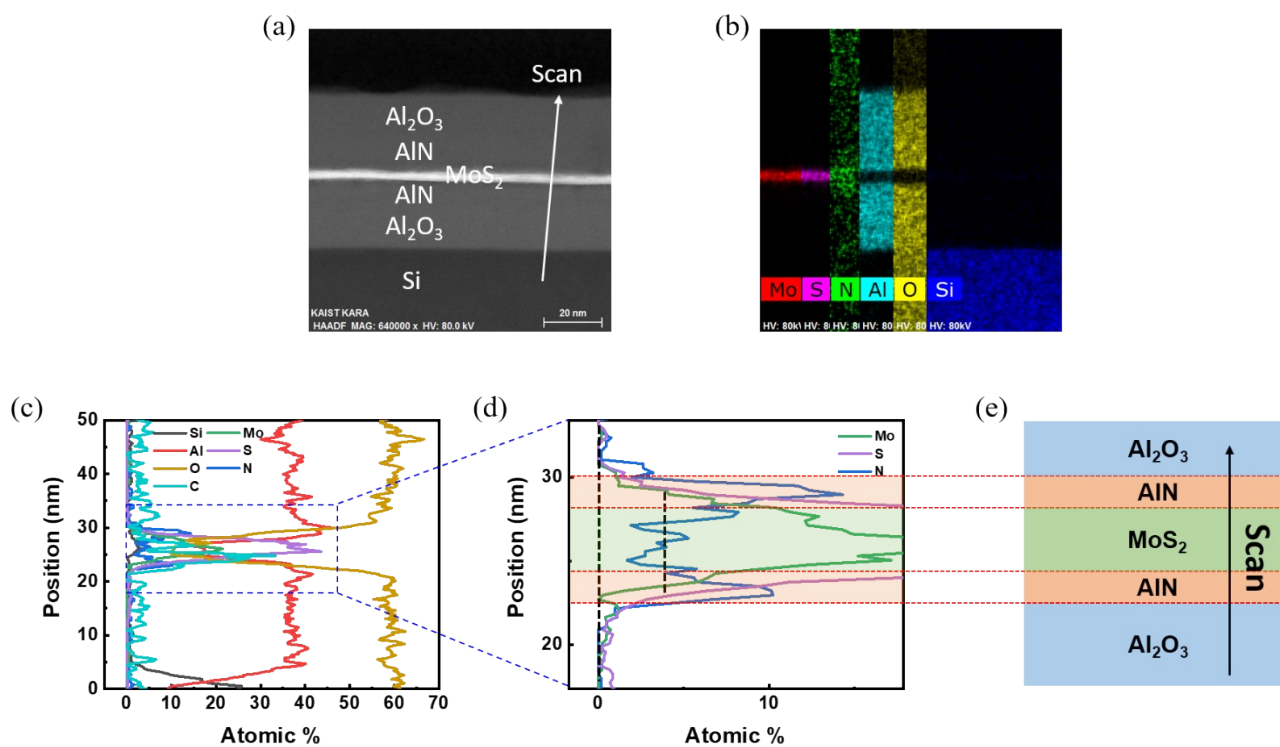 (a)
Scan
Al₂O₃
AlN
MoS₂
AlN
Al₂O₃
Si
KAIST KARA
HAADF MAG: 640000 x HV: 80.0 kV
20 nm
(b)
Mo S N Al O Si
HV: 80kV
(c)
50
40
30
20
10
0
Position (nm)
Si Mo
Al S
O N
C
0 10 20 30 40 50 60 70
Atomic %
(d)
30
20
Position (nm)
Mo
S
N
0 10
Atomic %
(e)
Al₂O₃
AlN
MoS₂
AlN
Al₂O₃
Scan